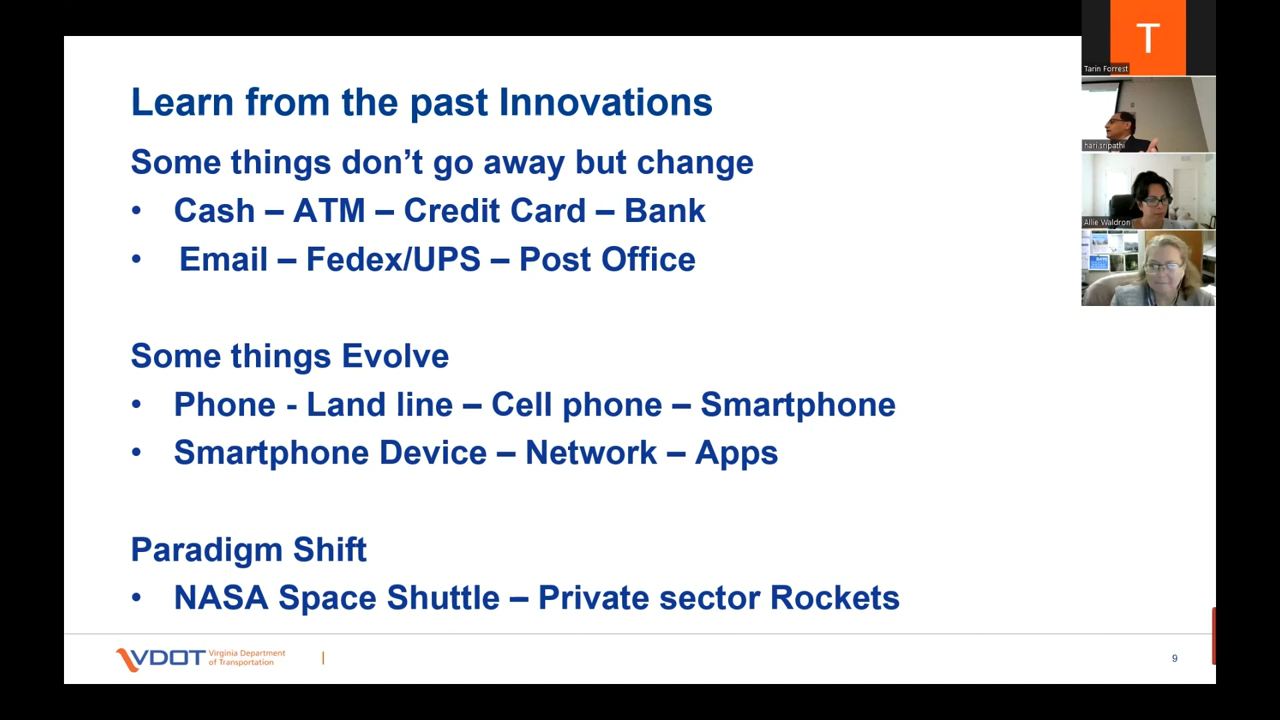 Learn from the past Innovations
Some things don’t go away but change
• Cash – ATM – Credit Card – Bank
• Email – Fedex/UPS – Post Office
Some things Evolve
• Phone - Land line – Cell phone – Smartphone
• Smartphone Device – Network – Apps
Paradigm Shift
• NASA Space Shuttle – Private sector Rockets
VDOT Virginia Department
of Transportation
9
T
Tarin Forrest
hari.sripathi
Allie Waldron